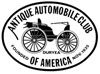 ANTIQUE AUTOMOBILE CLUB
DURYEA
FOUNDED NOV. 1935
OF AMERICA